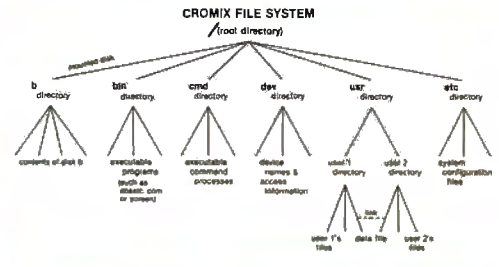 CROMIX FILE SYSTEM
/(root directory)
mounted disk
b bin cmd dev usr etc
directory directory directory directory directory directory
contents of disk b
executable programs (such as
com or screen)
executable command processes
device names & access information
user 1 directory
user 2 directory
system configuration files
link
user 1's files
data file
user 2's files